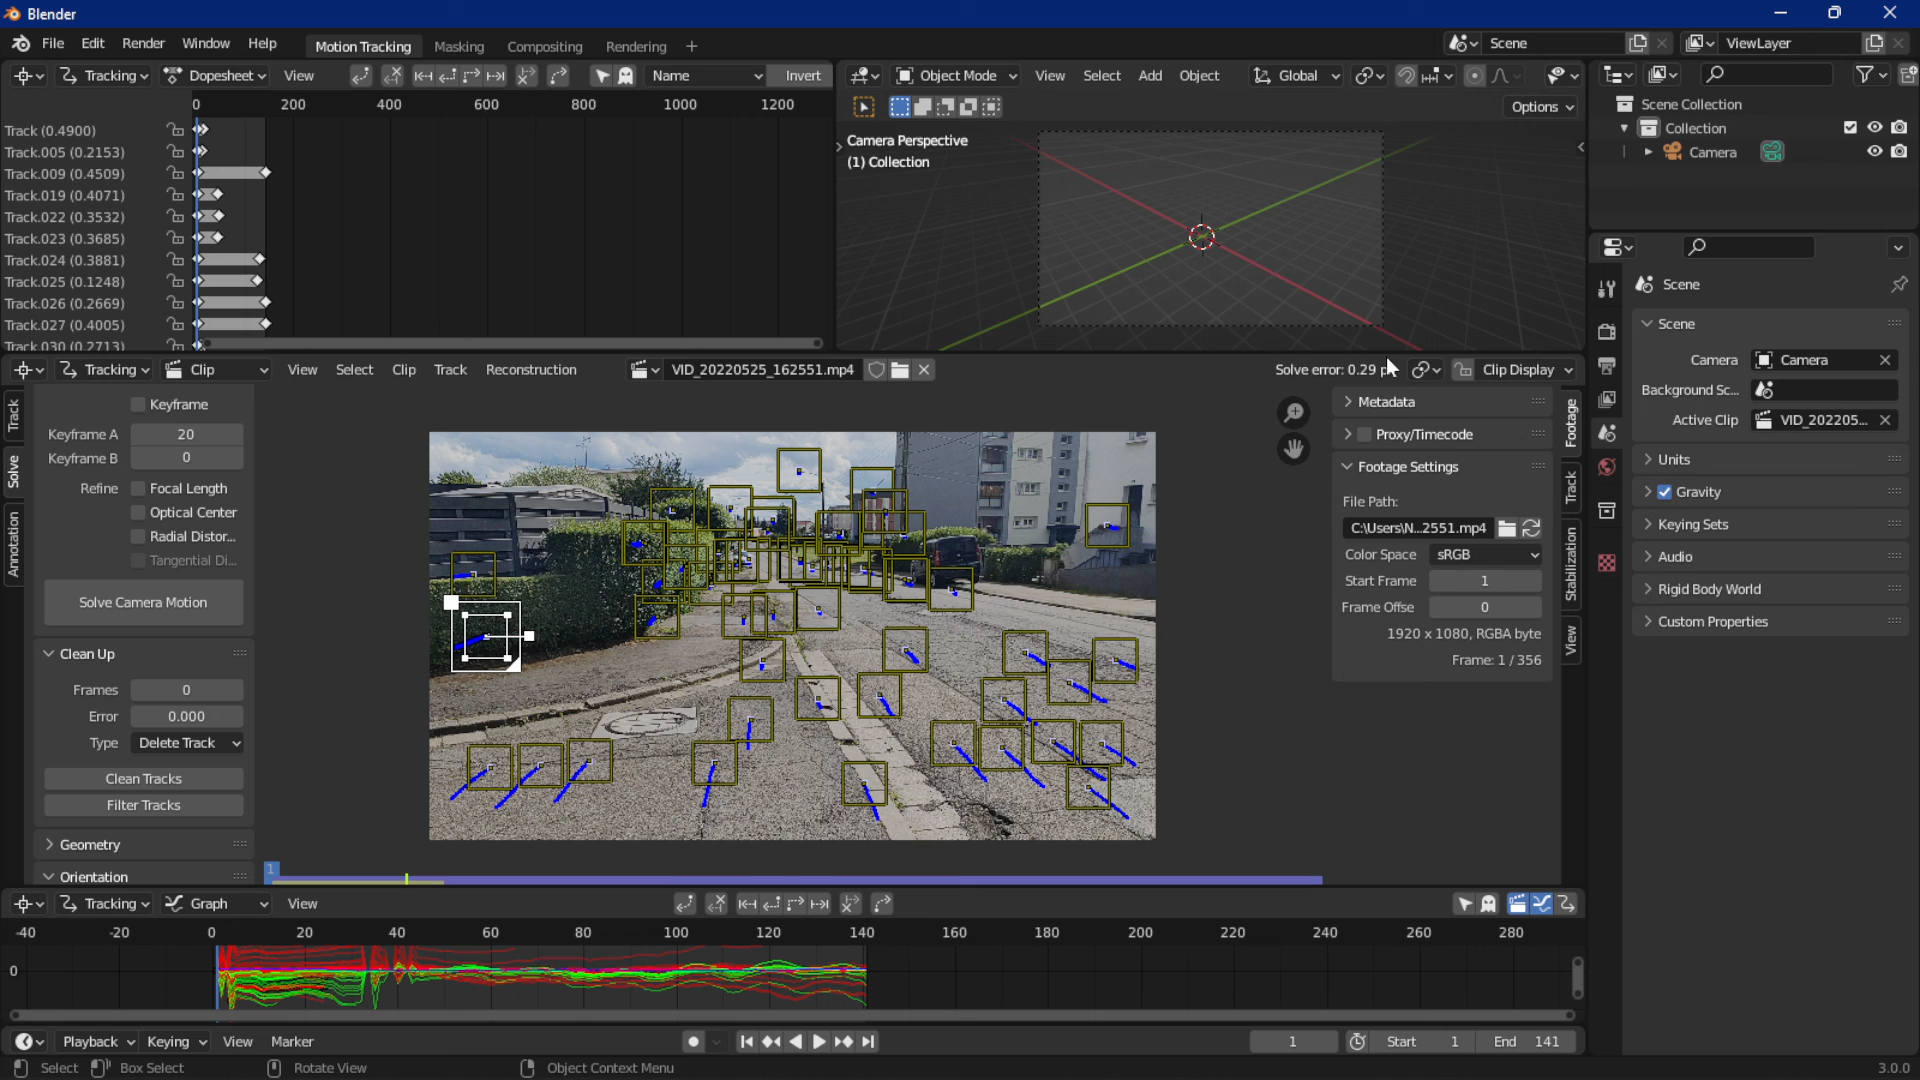 Blender
File Edit Render Window Help Motion Tracking Masking Compositing Rendering + Scene ViewLayer
Tracking Dopesheet View Name Invert
0 200 400 600 800 1000 1200
Track (0.4900)
Track.005 (0.2153)
Track.009 (0.4509)
Track.019 (0.4071)
Track.022 (0.3532)
Track.023 (0.3685)
Track.024 (0.3881)
Track.025 (0.1248)
Track.026 (0.2669)
Track.027 (0.4005)
Track.030 (0.2713)
Object Mode View Select Add Object Global
Options
Camera Perspective
(1) Collection
Scene Collection
Collection
Camera
Tracking Clip View Select Clip Track Reconstruction VID_20220525_162551.mp4 Solve error: 0.29 p Clip Display
Track
Solve
Annotation
Keyframe
Keyframe A 20
Keyframe B 0
Refine Focal Length
Optical Center
Radial Distor...
Tangential Di...
Solve Camera Motion
Clean Up
Frames 0
Error 0.000
Type Delete Track
Clean Tracks
Filter Tracks
Geometry
Orientation
1
Metadata
Proxy/Timecode
Footage Settings
File Path:
C:\Users\N...2551.mp4
Color Space sRGB
Start Frame 1
Frame Offse 0
1920 x 1080, RGBA byte
Frame: 1 / 356
Footage
Track
Stabilization
View
Scene
Scene
Camera Camera
Background Sc...
Active Clip VID_202205...
Units
Gravity
Keying Sets
Audio
Rigid Body World
Custom Properties
Tracking Graph View
-40 -20 0 20 40 60 80 100 120 140 160 180 200 220 240 260 280
0
Playback Keying View Marker 1 Start 1 End 141
Select Box Select Rotate View Object Context Menu 3.0.0